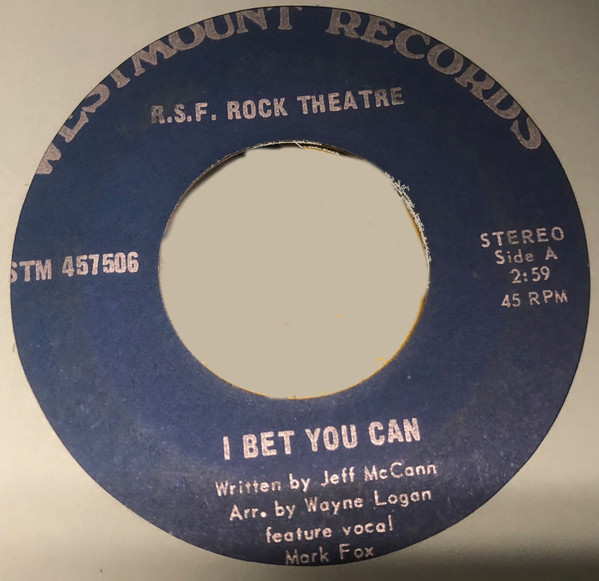 WESTMOUNT RECORDS
R.S.F. ROCK THEATRE
STM 457506
STEREO
Side A
2:59
45 RPM
I BET YOU CAN
Written by Jeff McCann
Arr. by Wayne Logan
feature vocal
Mark Fox